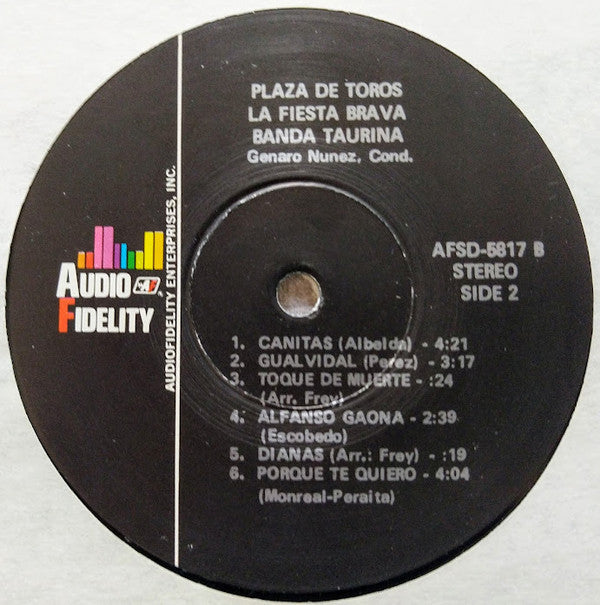 PLAZA DE TOROS
LA FIESTA BRAVA
BANDA TAURINA
Genaro Nunez, Cond.
AUDIO
FIDELITY
AUDIOFIDELITY ENTERPRISES, INC.
AFSD-5817 B
STEREO
SIDE 2
1. CANITAS (Albelda) - 4:21
2. GUALVIDAL (Perez) - 3:17
3. TOQUE DE MUERTE - :24
(Arr. Frey)
4. ALFANSO GAONA - 2:39
(Escobedo)
5. DIANAS (Arr.: Frey) - :19
6. PORQUE TE QUIERO - 4:04
(Monreal-Peraita)